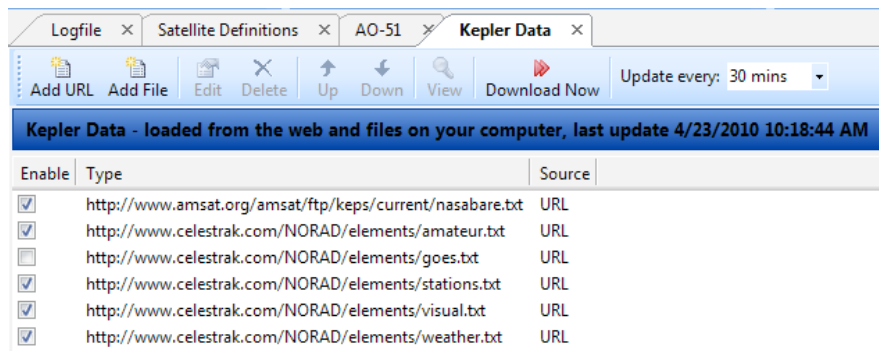 Logfile × Satellite Definitions × AO-51 × Kepler Data ×
Add URL Add File Edit Delete Up Down View Download Now Update every: 30 mins
Kepler Data - loaded from the web and files on your computer, last update 4/23/2010 10:18:44 AM
Enable Type Source
http://www.amsat.org/amsat/ftp/keps/current/nasabare.txt URL
http://www.celestrak.com/NORAD/elements/amateur.txt URL
http://www.celestrak.com/NORAD/elements/goes.txt URL
http://www.celestrak.com/NORAD/elements/stations.txt URL
http://www.celestrak.com/NORAD/elements/visual.txt URL
http://www.celestrak.com/NORAD/elements/weather.txt URL